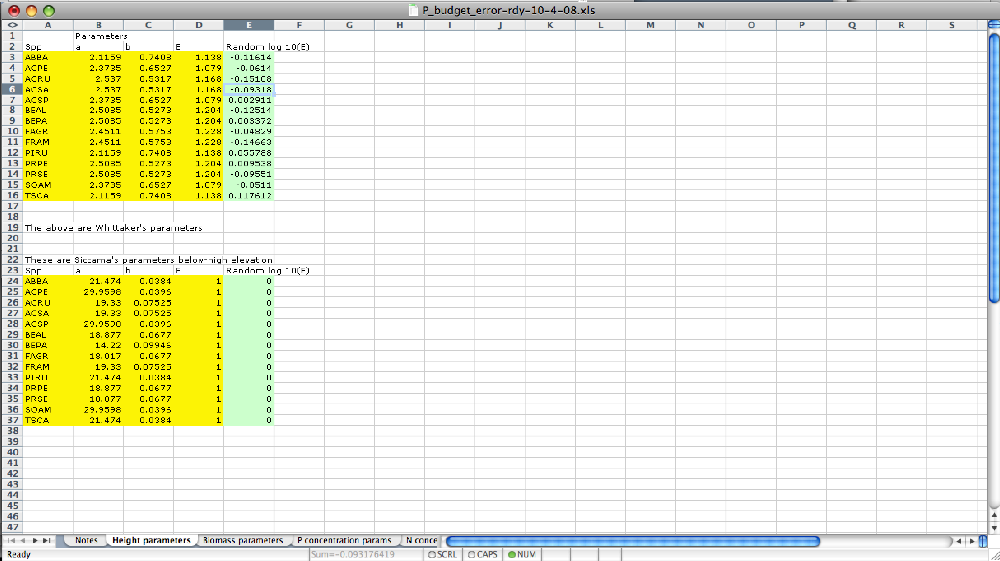 P_budget_error-rdy-10-4-08.xls
A B C D E F G H I J K L M N O P Q R S
1 Parameters
2 Spp a b E Random log 10(E)
3 ABBA 2.1159 0.7408 1.138 -0.11614
4 ACPE 2.3735 0.6527 1.079 -0.0614
5 ACRU 2.537 0.5317 1.168 -0.15108
6 ACSA 2.537 0.5317 1.168 -0.09318
7 ACSP 2.3735 0.6527 1.079 0.002911
8 BEAL 2.5085 0.5273 1.204 -0.12514
9 BEPA 2.5085 0.5273 1.204 0.003372
10 FAGR 2.4511 0.5753 1.228 -0.04829
11 FRAM 2.4511 0.5753 1.228 -0.14663
12 PIRU 2.1159 0.7408 1.138 0.055788
13 PRPE 2.5085 0.5273 1.204 0.009538
14 PRSE 2.5085 0.5273 1.204 -0.09551
15 SOAM 2.3735 0.6527 1.079 -0.0511
16 TSCA 2.1159 0.7408 1.138 0.117612
17
18
19 The above are Whittaker's parameters
20
21
22 These are Siccama's parameters below-high elevation
23 Spp a b E Random log 10(E)
24 ABBA 21.474 0.0384 1 0
25 ACPE 29.9598 0.0396 1 0
26 ACRU 19.33 0.07525 1 0
27 ACSA 19.33 0.07525 1 0
28 ACSP 29.9598 0.0396 1 0
29 BEAL 18.877 0.0677 1 0
30 BEPA 14.22 0.09946 1 0
31 FAGR 18.017 0.0677 1 0
32 FRAM 19.33 0.07525 1 0
33 PIRU 21.474 0.0384 1 0
34 PRPE 18.877 0.0677 1 0
35 PRSE 18.877 0.0677 1 0
36 SOAM 29.9598 0.0396 1 0
37 TSCA 21.474 0.0384 1 0
38
39
40
41
42
43
44
45
46
47
Notes Height parameters Biomass parameters P concentration params N conce
Ready Sum=-0.093176419 SCRL CAPS NUM